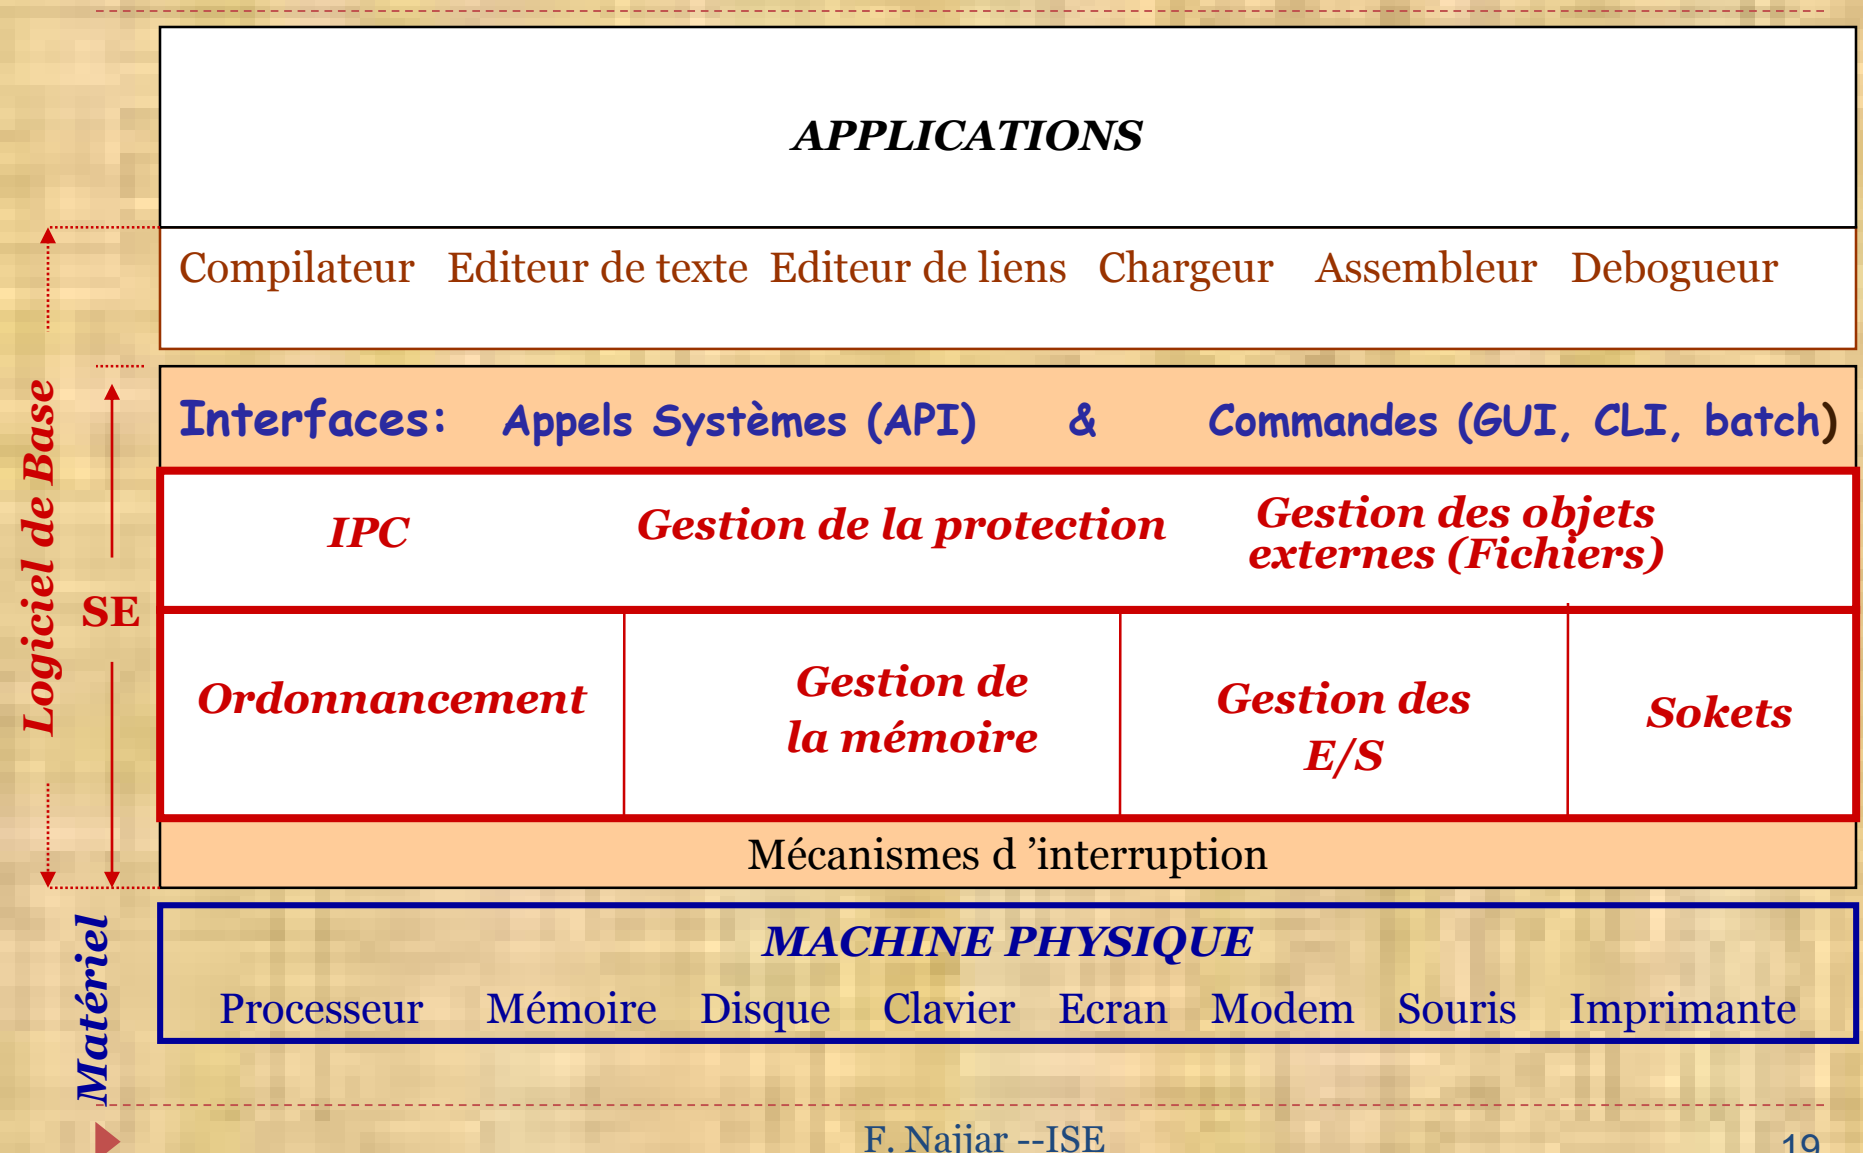 APPLICATIONS
Compilateur Editeur de texte Editeur de liens Chargeur Assembleur Debogueur
Logiciel de Base
SE
Interfaces: Appels Systèmes (API) & Commandes (GUI, CLI, batch)
IPC
Gestion de la protection
Gestion des objets
externes (Fichiers)
Ordonnancement
Gestion de
la mémoire
Gestion des
E/S
Sokets
Mécanismes d ’interruption
Matériel
MACHINE PHYSIQUE
Processeur Mémoire Disque Clavier Ecran Modem Souris Imprimante
F. Najjar --ISE
19